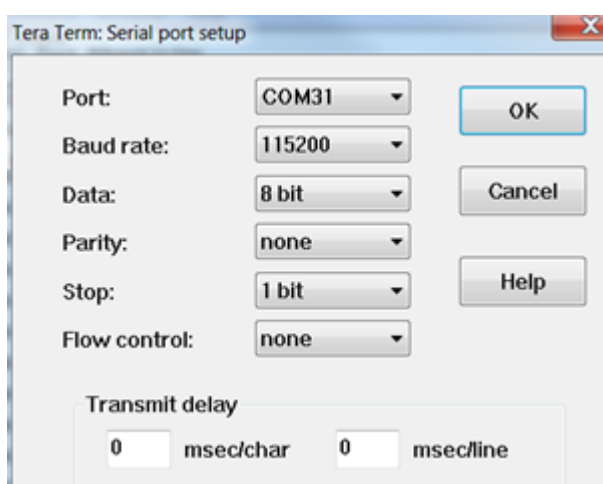 Tera Term: Serial port setup
Port: COM31
OK
Baud rate: 115200
Data: 8 bit
Cancel
Parity: none
Stop: 1 bit
Help
Flow control: none
Transmit delay
0 msec/char 0 msec/line